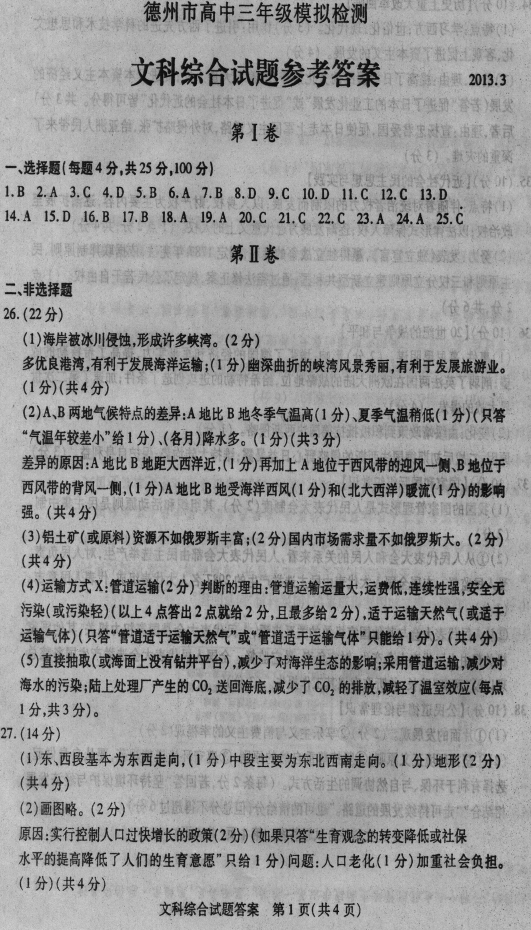 德州市高中三年级模拟检测
文科综合试题参考答案
2013.3
第Ⅰ卷
一、选择题(每题4分,共25分,100分)
1.B 2.A 3.C 4.D 5.B 6.A 7.B 8.D 9.C 10.D 11.C 12.C 13.D
14.A 15.D 16.B 17.B 18.A 19.A 20.C 21.C 22.C 23.A 24.A 25.C
第Ⅱ卷
二、非选择题
26.(22分)
(1)海岸被冰川侵蚀,形成许多峡湾。(2分)
多优良港湾,有利于发展海洋运输;(1分)幽深曲折的峡湾风景秀丽,有利于发展旅游业。
(1分)(共4分)
(2)A、B两地气候特点的差异:A地比B地冬季气温高(1分)、夏季气温稍低(1分)(只答
“气温年较差小”给1分)、(各月)降水多。(1分)(共3分)
差异的原因:A地比B地距大西洋近,(1分)再加上A地位于西风带的迎风一侧、B地位于
西风带的背风一侧,(1分)A地比B地受海洋西风(1分)和(北大西洋)暖流(1分)的影响
强。(共4分)
(3)铝土矿(或原料)资源不如俄罗斯丰富;(2分)国内市场需求量不如俄罗斯大。(2分)
(共4分)
(4)运输方式X:管道运输(2分) 判断的理由:管道运输运量大,运费低,连续性强,安全无
污染(或污染轻)(以上4点答出2点就给2分,且最多给2分),适于运输天然气(或适于
运输气体)(只答“管道适于运输天然气”或“管道适于运输气体”只能给1分)。(共4分)
(5)直接抽取(或海面上没有钻井平台),减少了对海洋生态的影响;采用管道运输,减少对
海水的污染;陆上处理厂产生的CO₂送回海底,减少了CO₂的排放,减轻了温室效应(每点
1分,共3分)。
27.(14分)
(1)东、西段基本为东西走向,(1分)中段主要为东北西南走向。(1分)地形(2分)
(共4分)
(2)画图略。(2分)
原因:实行控制人口过快增长的政策(2分)(如果只答“生育观念的转变降低或社保
水平的提高降低了人们的生育意愿”只给1分)问题:人口老化(1分)加重社会负担。
(1分)(共4分)
文科综合试题答案 第1页(共4页)